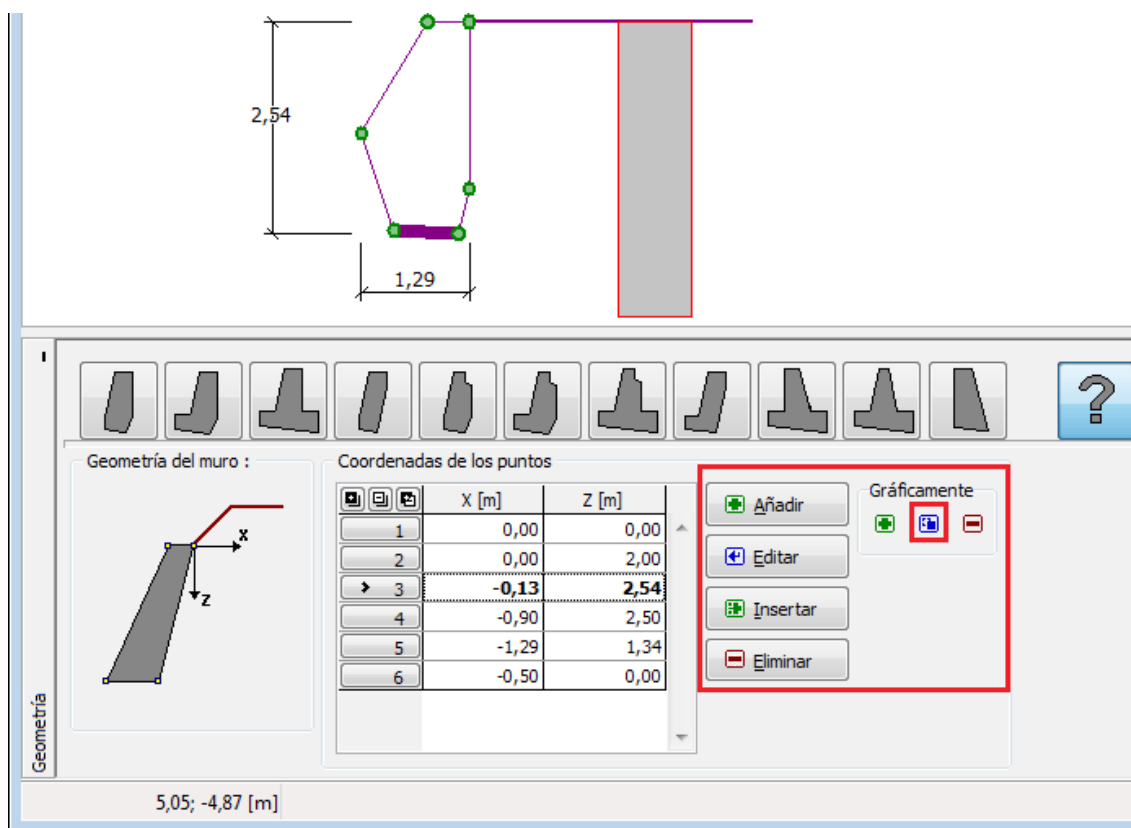 2,54
1,29
?
Geometría del muro :
x
z
Coordenadas de los puntos
X [m] Z [m]
1 0,00 0,00
2 0,00 2,00
3 -0,13 2,54
4 -0,90 2,50
5 -1,29 1,34
6 -0,50 0,00
Añadir
Editar
Insertar
Eliminar
Gráficamente
Geometría
5,05; -4,87 [m]